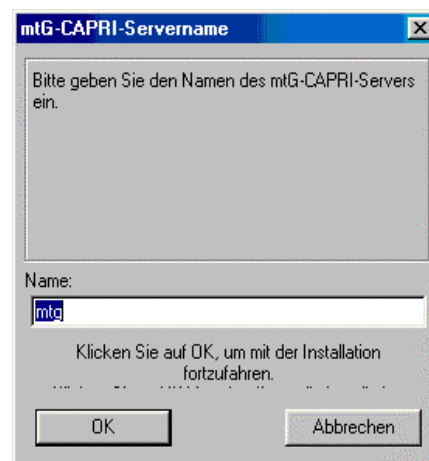 mtG-CAPRI-Servername
Bitte geben Sie den Namen des mtG-CAPRI-Servers
ein.
Name:
mtg
Klicken Sie auf OK, um mit der Installation
fortzufahren.
OK
Abbrechen